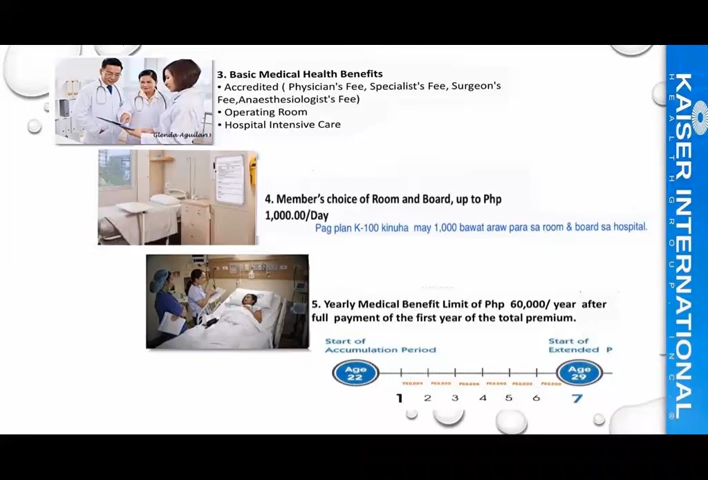 3. Basic Medical Health Benefits
• Accredited ( Physician's Fee, Specialist's Fee, Surgeon's
Fee,Anaesthesiologist's Fee)
• Operating Room
• Hospital Intensive Care
Glenda Aguilan
4. Member's choice of Room and Board, up to Php
1,000.00/Day
Pag plan K-100 kinuha may 1,000 bawat araw para sa room & board sa hospital.
5. Yearly Medical Benefit Limit of Php 60,000/ year after
full payment of the first year of the total premium.
Start of
Accumulation Period
Start of
Extended P
Age
22
Age
29
1 2 3 4 5 6 7
KAISER INTERNATIONAL
HEALTH GROUP, INC.